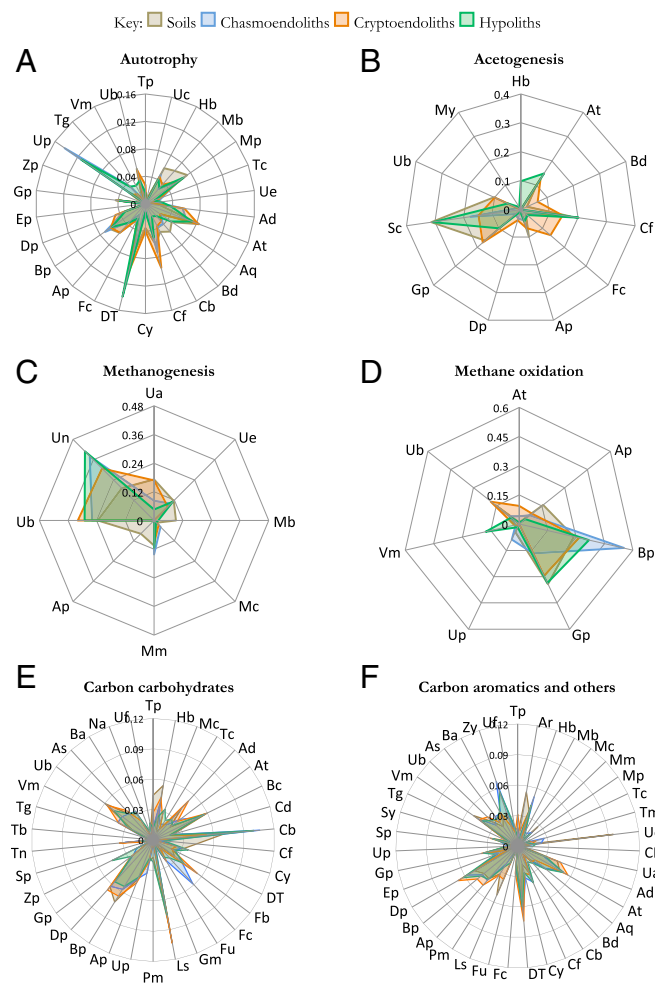 Key: Soils Chasmoendoliths Cryptoendoliths Hypoliths
A
Autotrophy
Tp Uc Hb Mb Mp Tc Ue Ad At Aq Bd Cb Cf Cy DT Fc Ap Bp Dp Ep Gp Zp Up Tg Vm Ub
0.16
0.12
0.08
0.04
0
B
Acetogenesis
Hb At Bd Cf Fc Ap Dp Gp Sc Ub My
0.4
0.3
0.2
0.1
0
C
Methanogenesis
Ua Ue Mb Mc Mm Ap Ub Un
0.48
0.36
0.24
0.12
0
D
Methane oxidation
At Ap Bp Gp Up Vm Ub
0.6
0.45
0.3
0.15
0
E
Carbon carbohydrates
Tp Hb Mc Tc Ad At Bc Cd Cb Cf Cy DT Fb Fc Fu Gm Ls Pm Up Ap Bp Dp Gp Zp Sp Tn Tb Tg Vm Ub As Ba Na Uf
0.12
0.09
0.06
0.03
0
F
Carbon aromatics and others
Tp Ar Hb Mb Mc Mm Mp Tc Ad At Aq Bd Cb Cf Cy DT Fc Fu Ls Pm Ap Bp Dp Ep Gp Up Sp Sy Tg Vm Ub As Ba Zy Uf
0.12
0.09
0.06
0.03
0